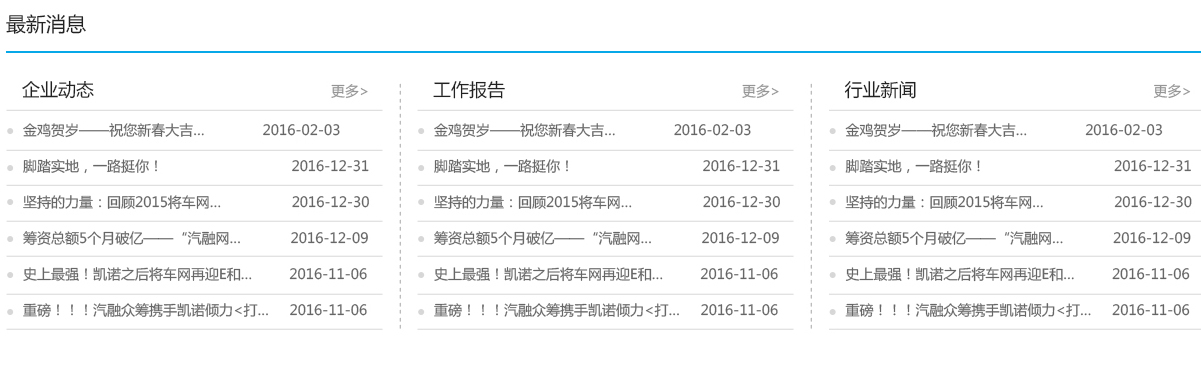 最新消息
企业动态 更多>
金鸡贺岁——祝您新春大吉... 2016-02-03
脚踏实地，一路挺你！ 2016-12-31
坚持的力量：回顾2015将车网... 2016-12-30
筹资总额5个月破亿——“汽融网... 2016-12-09
史上最强！凯诺之后将车网再迎E和... 2016-11-06
重磅！！！汽融众筹携手凯诺倾力<打... 2016-11-06
工作报告 更多>
金鸡贺岁——祝您新春大吉... 2016-02-03
脚踏实地，一路挺你！ 2016-12-31
坚持的力量：回顾2015将车网... 2016-12-30
筹资总额5个月破亿——“汽融网... 2016-12-09
史上最强！凯诺之后将车网再迎E和... 2016-11-06
重磅！！！汽融众筹携手凯诺倾力<打... 2016-11-06
行业新闻 更多>
金鸡贺岁——祝您新春大吉... 2016-02-03
脚踏实地，一路挺你！ 2016-12-31
坚持的力量：回顾2015将车网... 2016-12-30
筹资总额5个月破亿——“汽融网... 2016-12-09
史上最强！凯诺之后将车网再迎E和... 2016-11-06
重磅！！！汽融众筹携手凯诺倾力<打... 2016-11-06